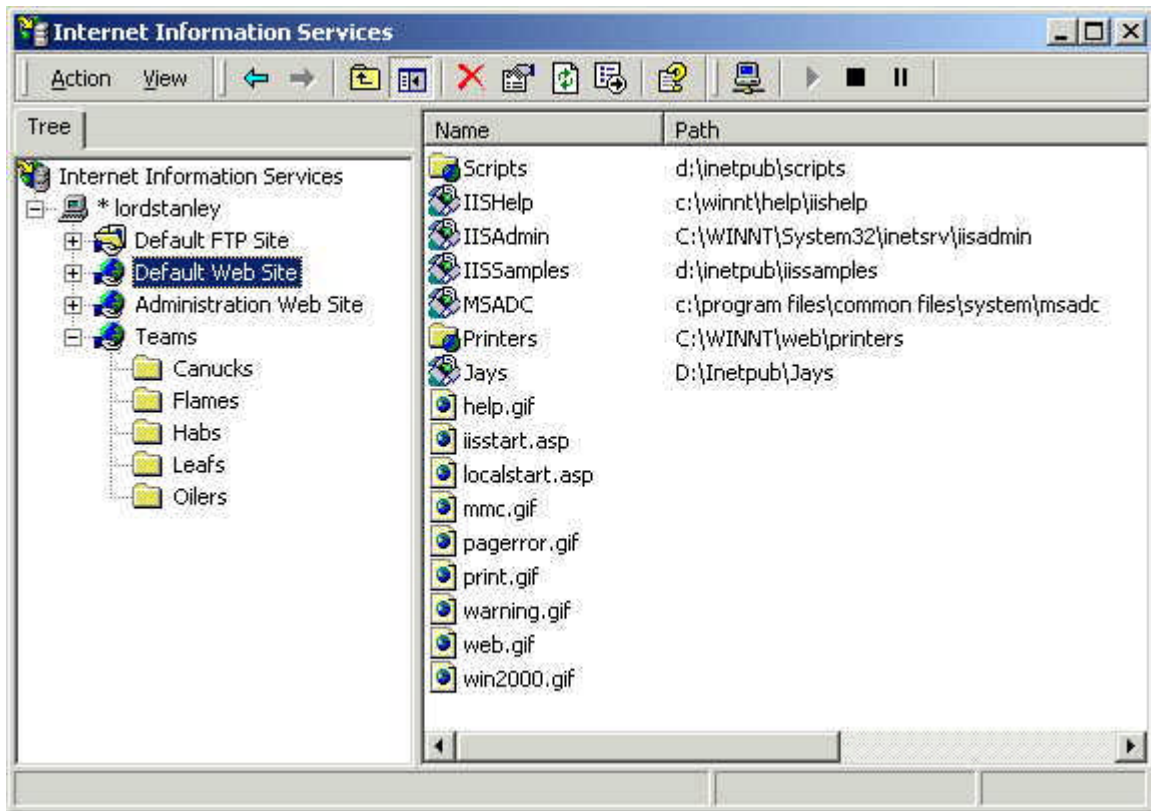 Internet Information Services
Action View
Tree
Internet Information Services
* lordstanley
Default FTP Site
Default Web Site
Administration Web Site
Teams
Canucks
Flames
Habs
Leafs
Oilers
Name Path
Scripts d:\inetpub\scripts
IISHelp c:\winnt\help\iishelp
IISAdmin C:\WINNT\System32\inetsrv\iisadmin
IISSamples d:\inetpub\iissamples
MSADC c:\program files\common files\system\msadc
Printers C:\WINNT\web\printers
Jays D:\Inetpub\Jays
help.gif
iisstart.asp
localstart.asp
mmc.gif
pagerror.gif
print.gif
warning.gif
web.gif
win2000.gif